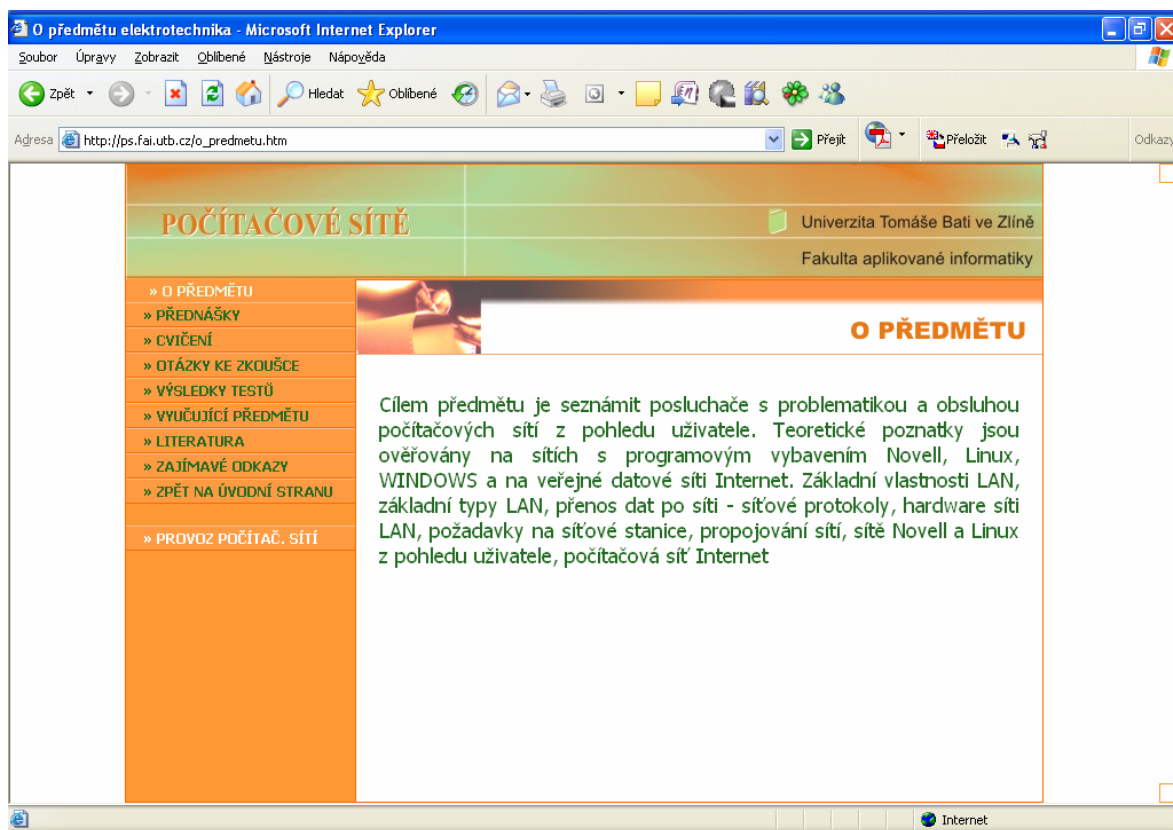 O předmětu elektrotechnika - Microsoft Internet Explorer
Soubor Úpravy Zobrazit Oblíbené Nástroje Nápověda
Zpět Hledat Oblíbené
Adresa http://ps.fai.utb.cz/o_predmetu.htm Přejít Přeložit Odkazy
POČÍTAČOVÉ SÍTĚ
Univerzita Tomáše Bati ve Zlíně
Fakulta aplikované informatiky
» O PŘEDMĚTU
» PŘEDNÁŠKY
» CVIČENÍ
» OTÁZKY KE ZKOUŠCE
» VÝSLEDKY TESTŮ
» VYUČUJÍCÍ PŘEDMĚTU
» LITERATURA
» ZAJÍMAVÉ ODKAZY
» ZPĚT NA ÚVODNÍ STRANU
» PROVOZ POČÍTAČ. SÍTÍ
O PŘEDMĚTU
Cílem předmětu je seznámit posluchače s problematikou a obsluhou
počítačových sítí z pohledu uživatele. Teoretické poznatky jsou
ověřovány na sítích s programovým vybavením Novell, Linux,
WINDOWS a na veřejné datové síti Internet. Základní vlastnosti LAN,
základní typy LAN, přenos dat po síti - síťové protokoly, hardware síti
LAN, požadavky na síťové stanice, propojování sítí, sítě Novell a Linux
z pohledu uživatele, počítačová síť Internet
Internet